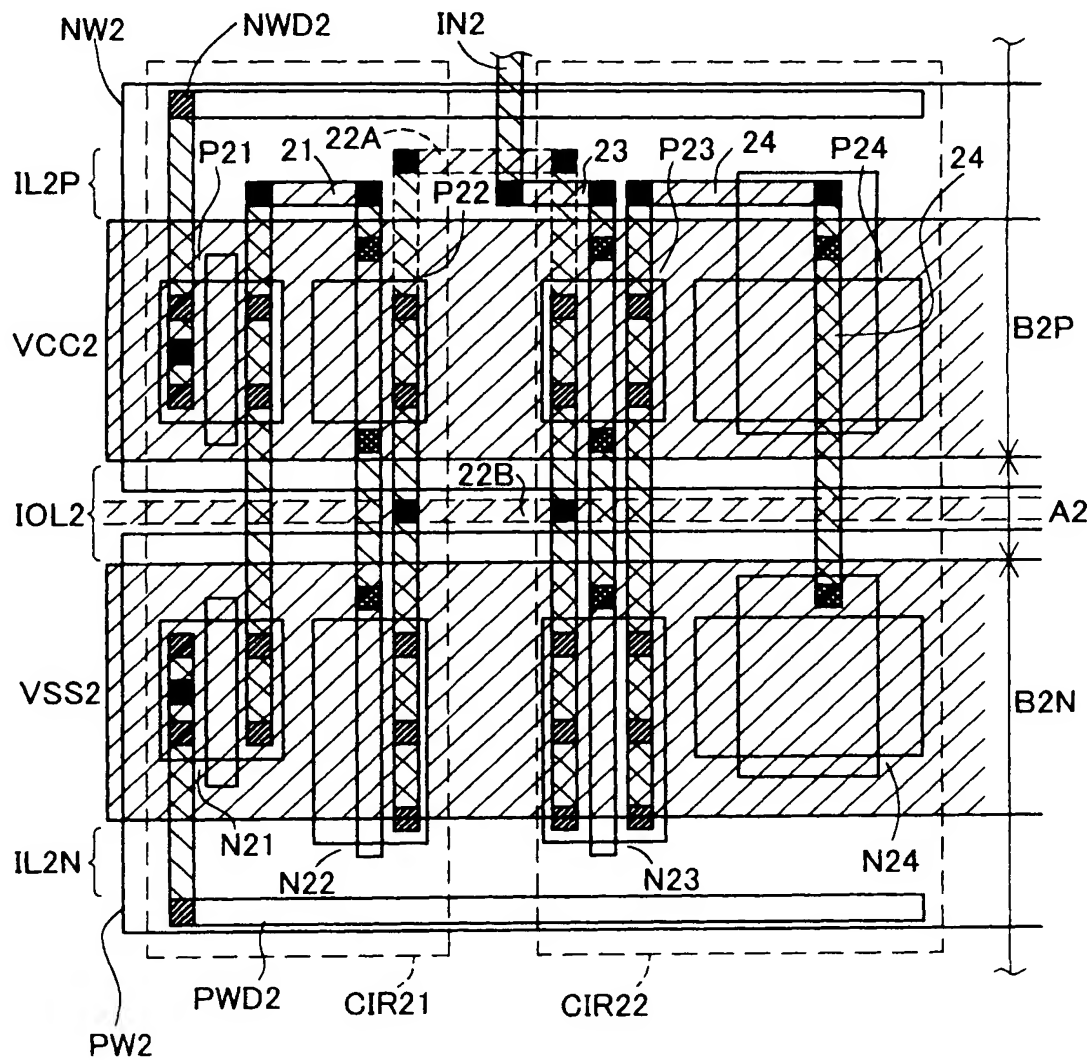 NWD2 IN2
NW2
22A
P21 21 23 P23 24 P24 24
IL2P
P22
VCC2 B2P
22B
IOL2 A2
VSS2 B2N
N21
IL2N N22 N23 N24
PWD2 CIR21 CIR22
PW2